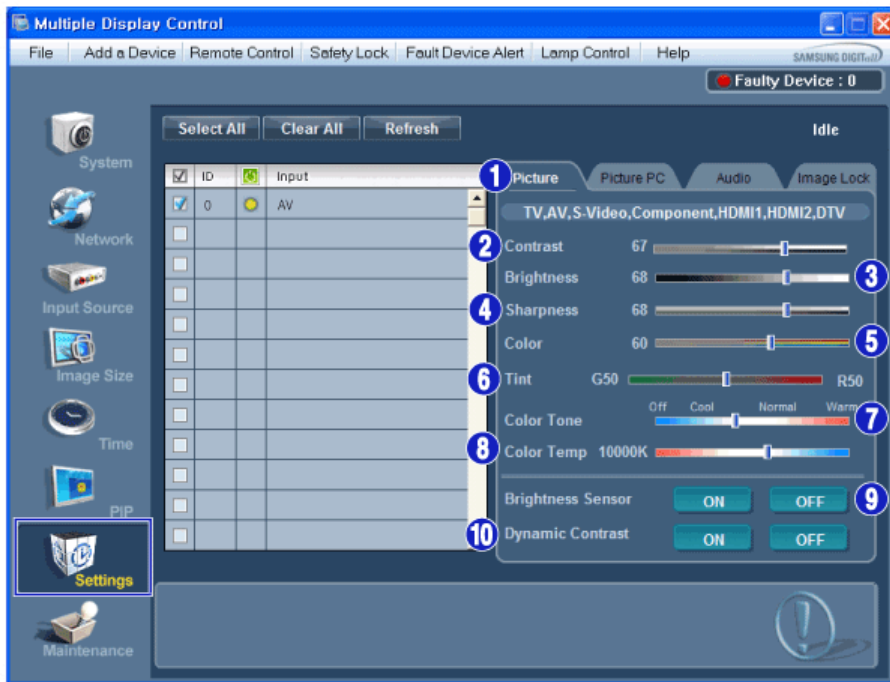 Multiple Display Control
File Add a Device Remote Control Safety Lock Fault Device Alert Lamp Control Help
SAMSUNG DIGITall
Faulty Device : 0
Select All Clear All Refresh Idle
System
Network
Input Source
Image Size
Time
PIP
Settings
Maintenance
ID Input
0 AV
1 Picture Picture PC Audio Image Lock
TV,AV,S-Video,Component,HDMI1,HDMI2,DTV
2 Contrast 67
Brightness 68 3
4 Sharpness 68
Color 60 5
6 Tint G50 R50
Off Cool Normal Warm
Color Tone 7
8 Color Temp 10000K
Brightness Sensor ON OFF 9
10 Dynamic Contrast ON OFF